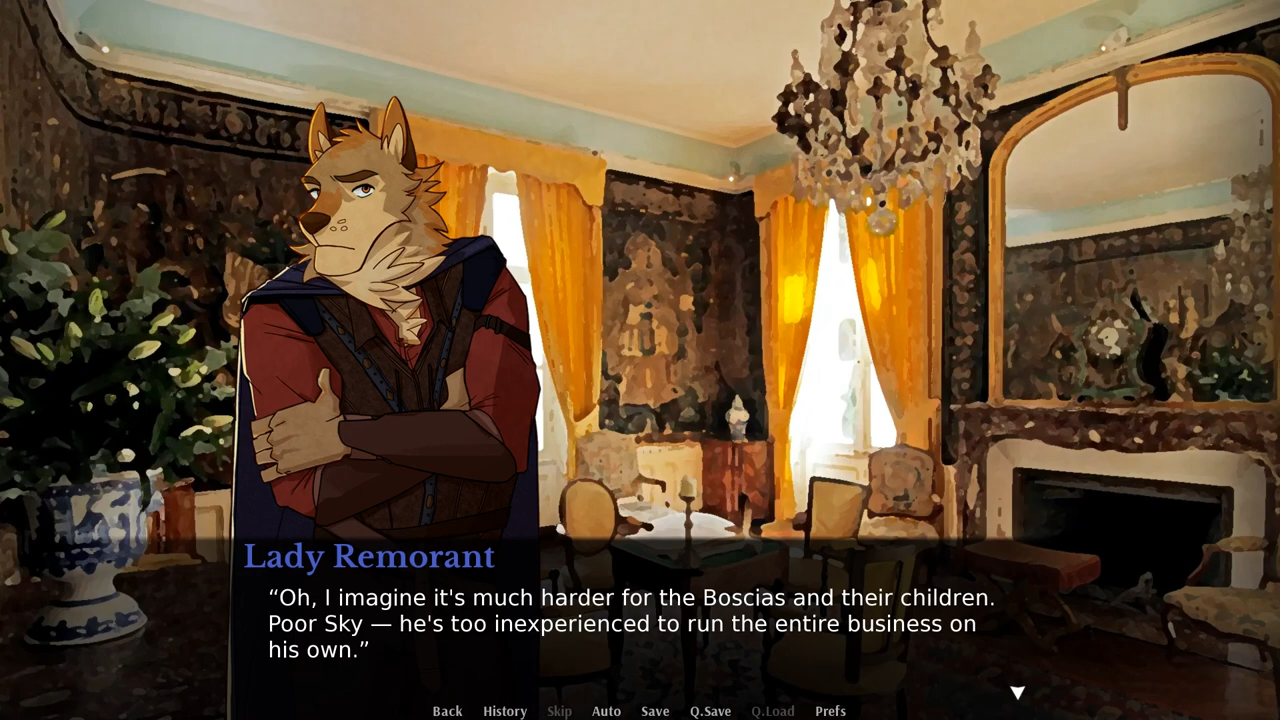 Lady Remorant
“Oh, I imagine it's much harder for the Boscias and their children.
Poor Sky — he's too inexperienced to run the entire business on
his own.”
Back History Skip Auto Save Q.Save Q.Load Prefs